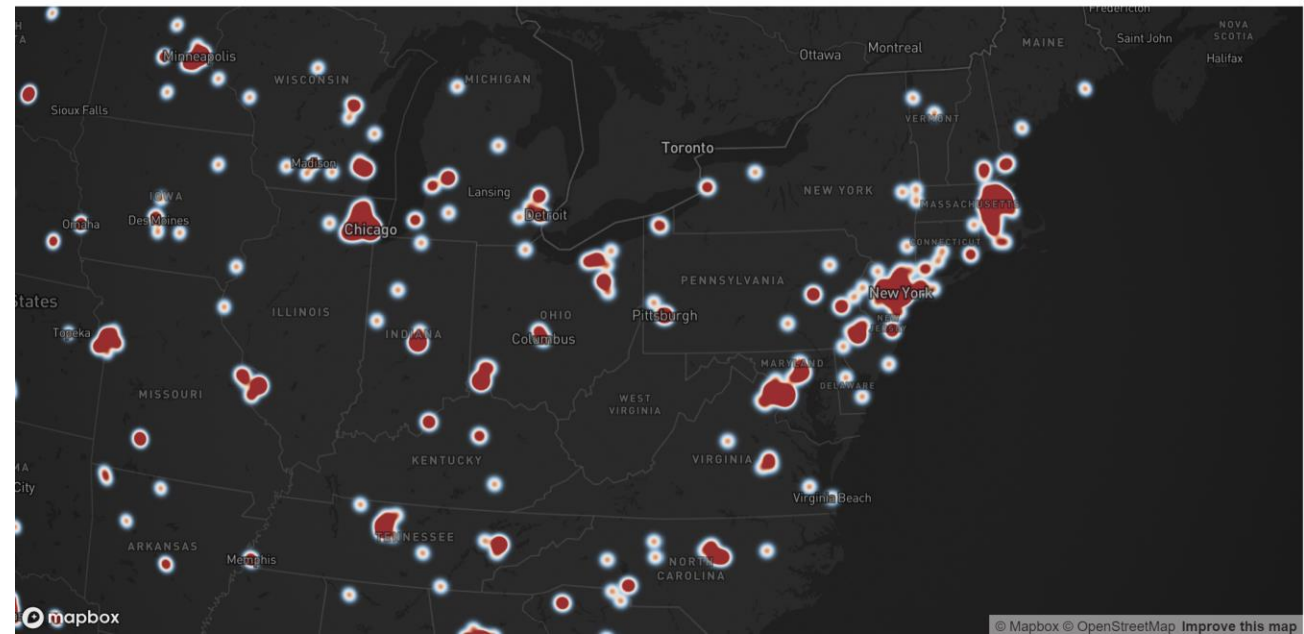 Fredericton
NOVA
SCOTIA
MAINE
Saint John
Montreal
Ottawa
Halifax
Minneapolis
WISCONSIN
MICHIGAN
Sioux Falls
VERMONT
Toronto
Madison
Lansing
NEW YORK
IOWA
MASSACHUSETTS
Omaha
Des Moines
Detroit
Chicago
CONNECTICUT
PENNSYLVANIA
New York
States
ILLINOIS
OHIO
Pittsburgh
NEW
JERSEY
Topeka
INDIANA
Columbus
MARYLAND
DELAWARE
MISSOURI
WEST
VIRGINIA
KENTUCKY
VIRGINIA
City
Virginia Beach
TENNESSEE
ARKANSAS
Memphis
NORTH
CAROLINA
mapbox
© Mapbox © OpenStreetMap Improve this map